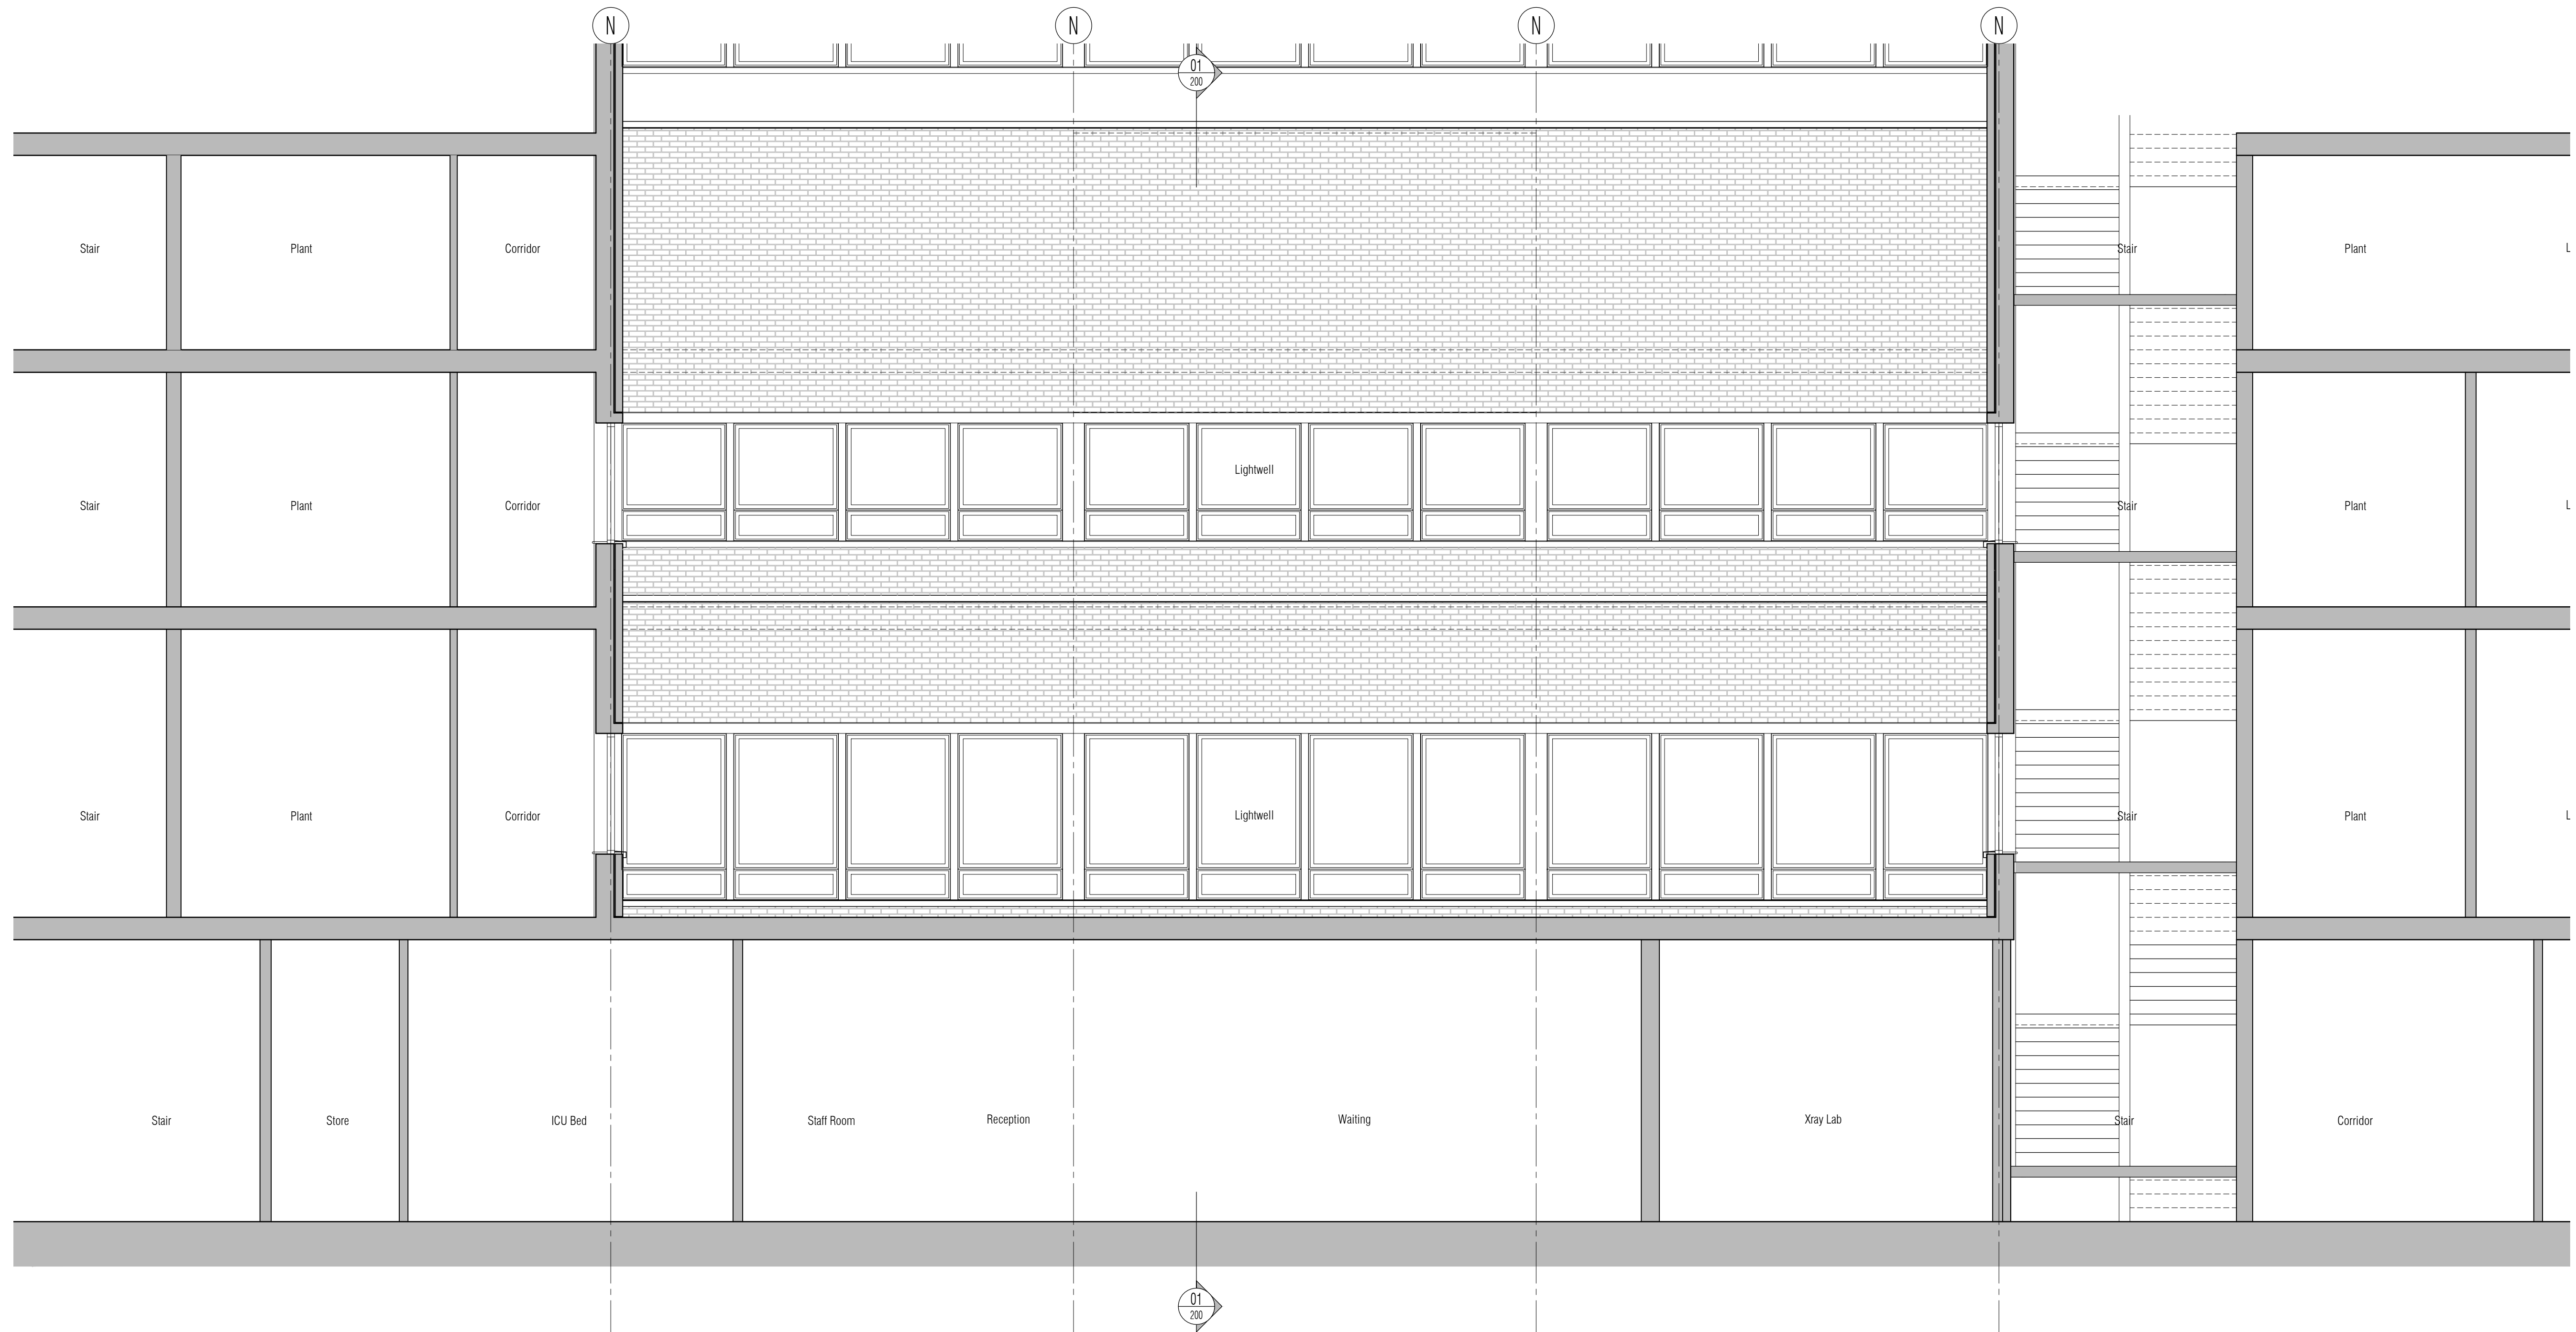 N N N N
01
200
Stair Plant Corridor Stair Plant L
Lightwell
Stair Plant Corridor Stair Plant L
Stair Plant Corridor Lightwell Stair Plant L
Stair Store ICU Bed Staff Room Reception Waiting Xray Lab Stair Corridor
01
200